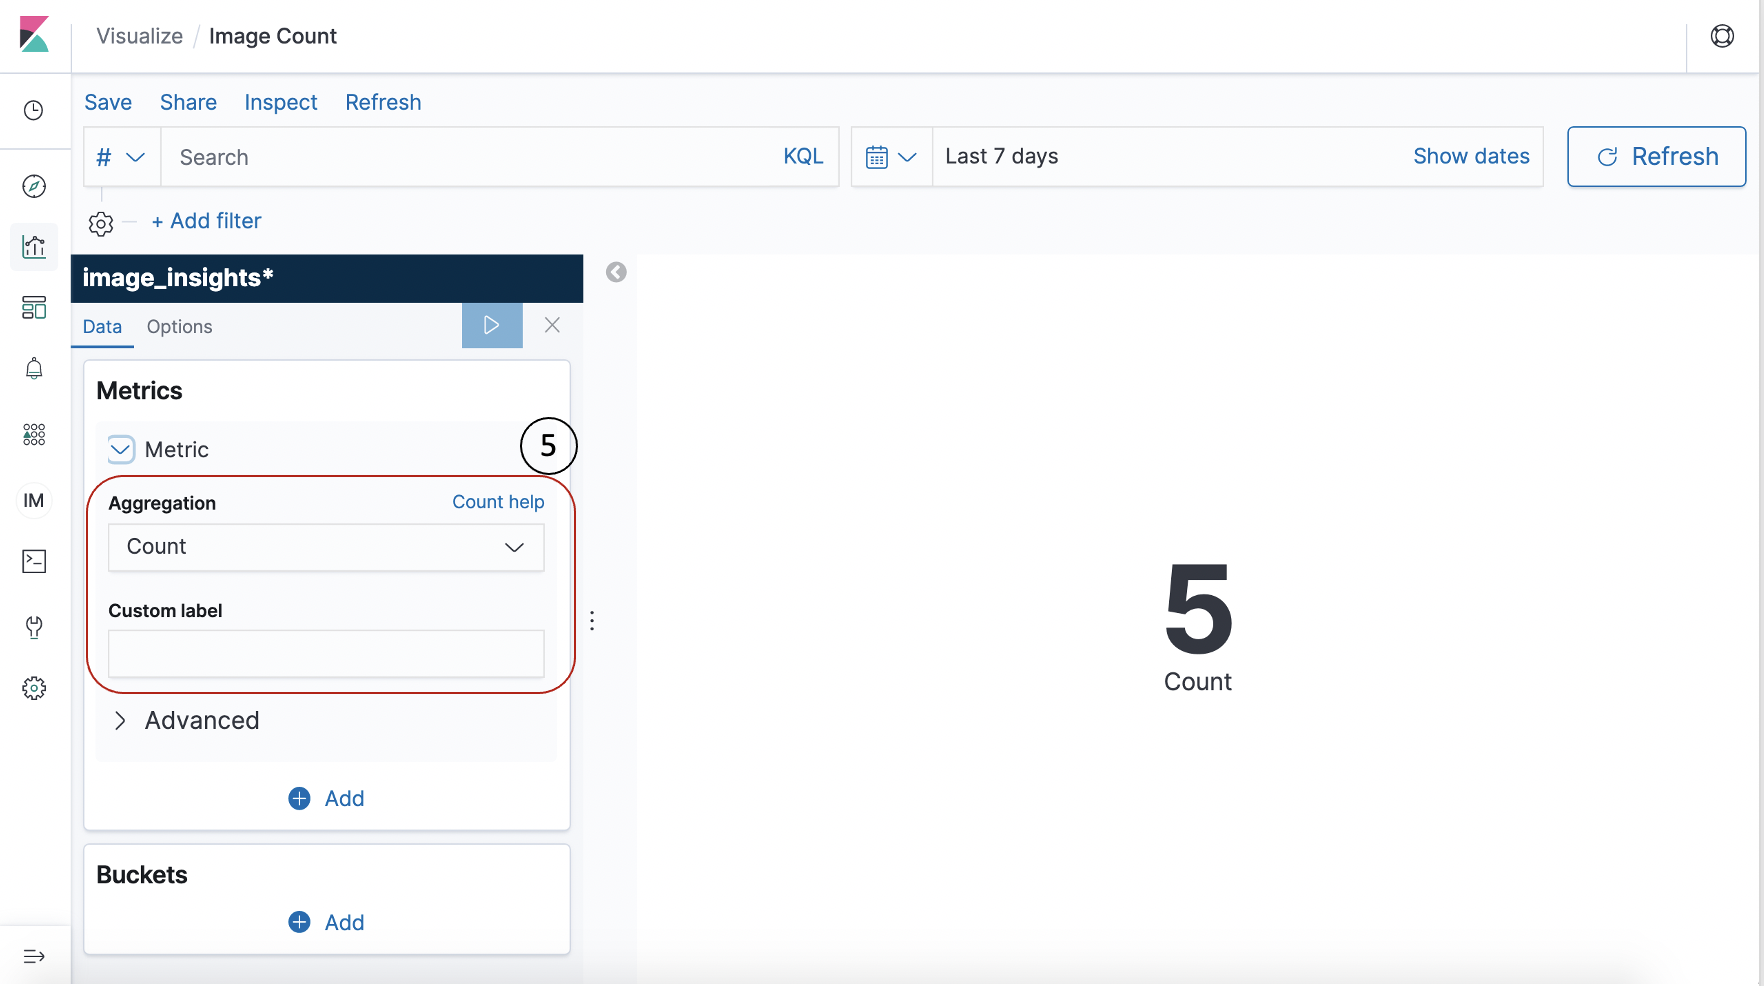 Visualize / Image Count
Save Share Inspect Refresh
# Search KQL Last 7 days Show dates Refresh
+ Add filter
image_insights*
Data Options
Metrics
Metric 5
Aggregation Count help
Count
Custom label
Advanced
Add
Buckets
Add
IM
5
Count